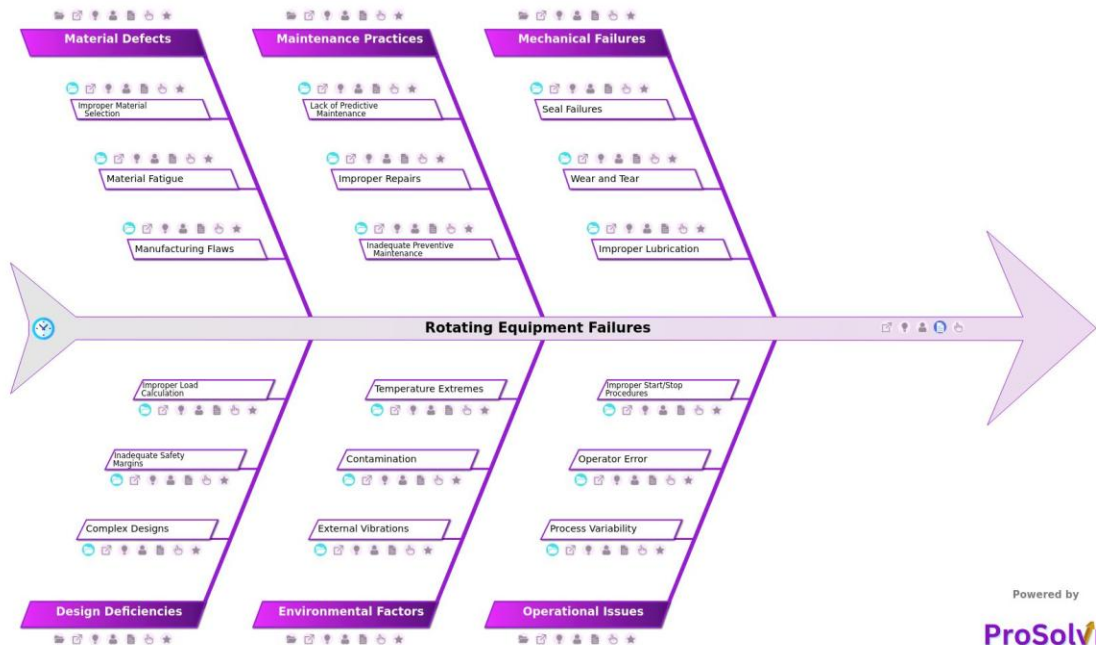 Material Defects
Maintenance Practices
Mechanical Failures
Improper Material
Selection
Lack of Predictive
Maintenance
Seal Failures
Material Fatigue
Improper Repairs
Wear and Tear
Manufacturing Flaws
Inadequate Preventive
Maintenance
Improper Lubrication
Rotating Equipment Failures
Improper Load
Calculation
Temperature Extremes
Improper Start/Stop
Procedures
Inadequate Safety
Margins
Contamination
Operator Error
Complex Designs
External Vibrations
Process Variability
Design Deficiencies
Environmental Factors
Operational Issues
Powered by